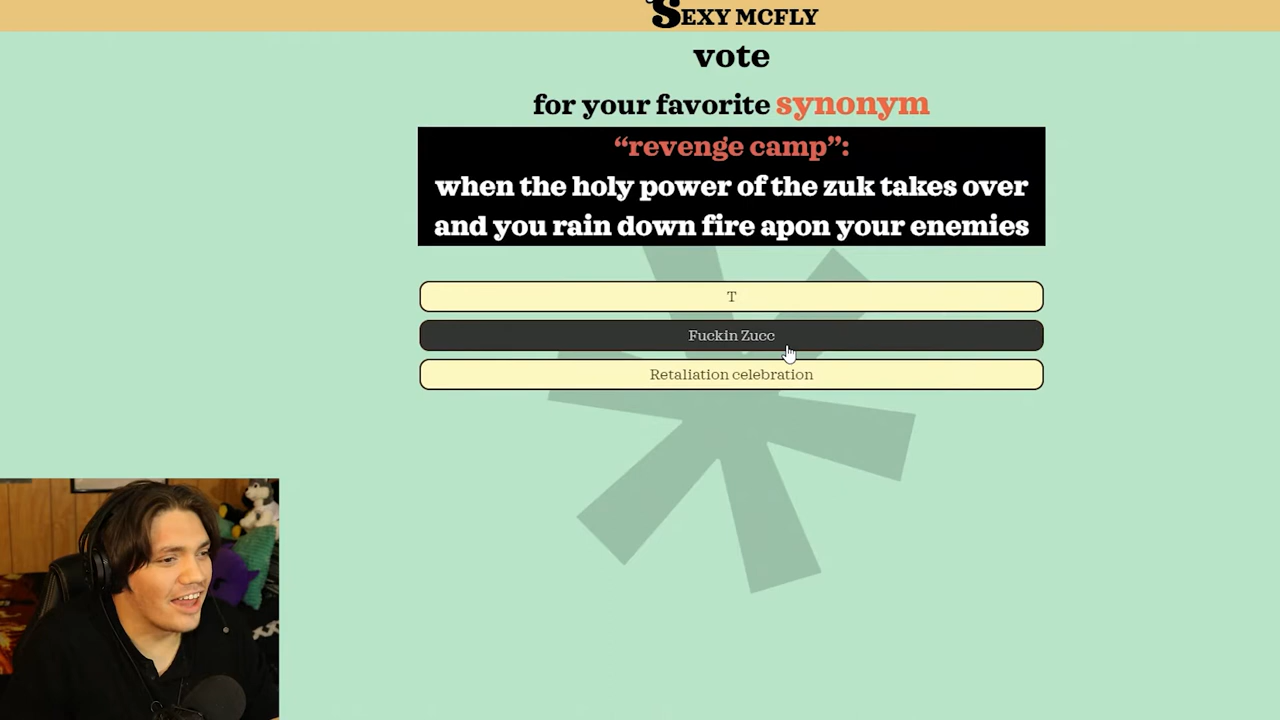 SEXY MCFLY
vote
for your favorite synonym
“revenge camp”:
when the holy power of the zuk takes over
and you rain down fire apon your enemies
T
Fuckin Zucc
Retaliation celebration